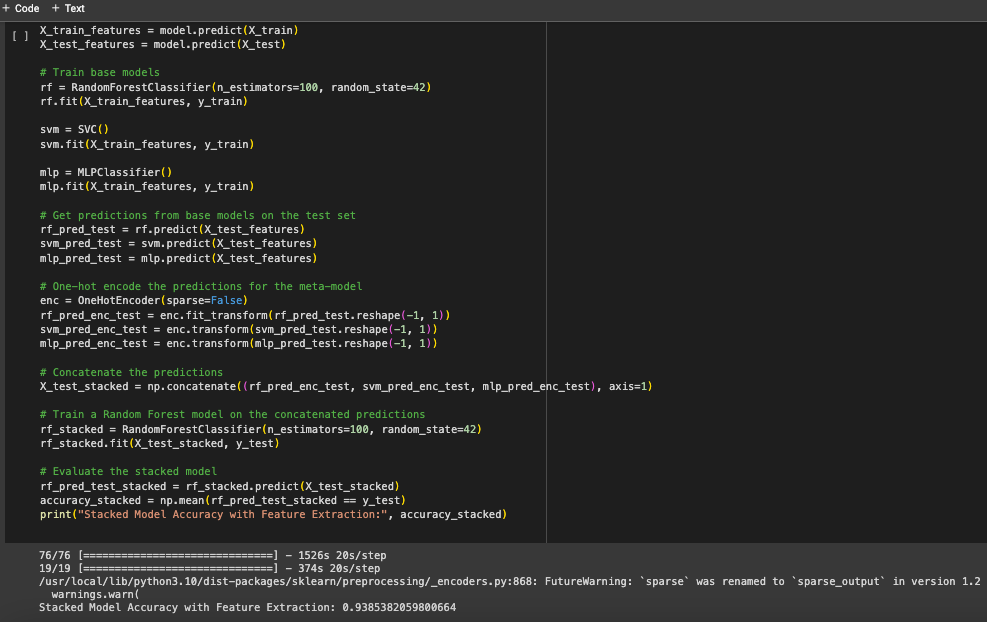 + Code + Text
[ ] X_train_features = model.predict(X_train)
X_test_features = model.predict(X_test)
# Train base models
rf = RandomForestClassifier(n_estimators=100, random_state=42)
rf.fit(X_train_features, y_train)
svm = SVC()
svm.fit(X_train_features, y_train)
mlp = MLPClassifier()
mlp.fit(X_train_features, y_train)
# Get predictions from base models on the test set
rf_pred_test = rf.predict(X_test_features)
svm_pred_test = svm.predict(X_test_features)
mlp_pred_test = mlp.predict(X_test_features)
# One-hot encode the predictions for the meta-model
enc = OneHotEncoder(sparse=False)
rf_pred_enc_test = enc.fit_transform(rf_pred_test.reshape(-1, 1))
svm_pred_enc_test = enc.transform(svm_pred_test.reshape(-1, 1))
mlp_pred_enc_test = enc.transform(mlp_pred_test.reshape(-1, 1))
# Concatenate the predictions
X_test_stacked = np.concatenate((rf_pred_enc_test, svm_pred_enc_test, mlp_pred_enc_test), axis=1)
# Train a Random Forest model on the concatenated predictions
rf_stacked = RandomForestClassifier(n_estimators=100, random_state=42)
rf_stacked.fit(X_test_stacked, y_test)
# Evaluate the stacked model
rf_pred_test_stacked = rf_stacked.predict(X_test_stacked)
accuracy_stacked = np.mean(rf_pred_test_stacked == y_test)
print("Stacked Model Accuracy with Feature Extraction:", accuracy_stacked)
76/76 [==============================] - 1526s 20s/step
19/19 [==============================] - 374s 20s/step
/usr/local/lib/python3.10/dist-packages/sklearn/preprocessing/_encoders.py:868: FutureWarning: `sparse` was renamed to `sparse_output` in version 1.2
warnings.warn(
Stacked Model Accuracy with Feature Extraction: 0.9385382059800664